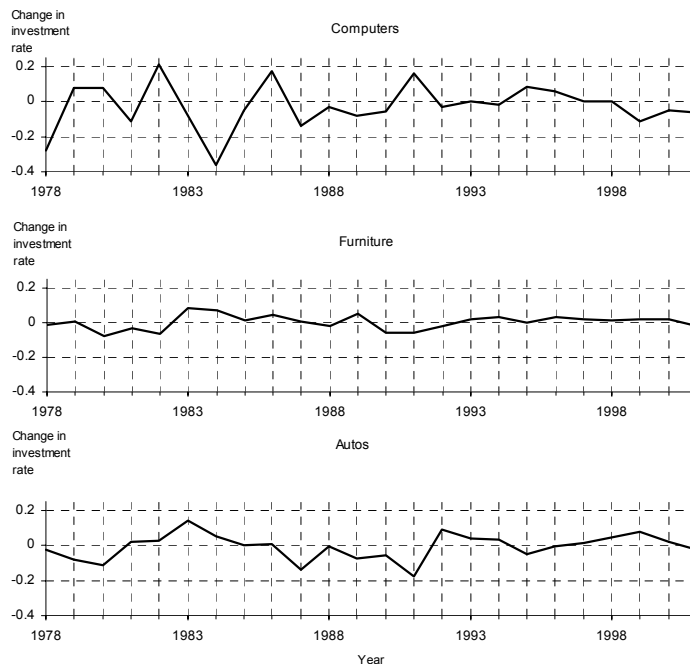 Change in
investment
rate
Computers
0.2
0
-0.2
-0.4
1978 1983 1988 1993 1998
Change in
investment
rate
Furniture
0.2
0
-0.2
-0.4
1978 1983 1988 1993 1998
Change in
investment
rate
Autos
0.2
0
-0.2
-0.4
1978 1983 1988 1993 1998
Year